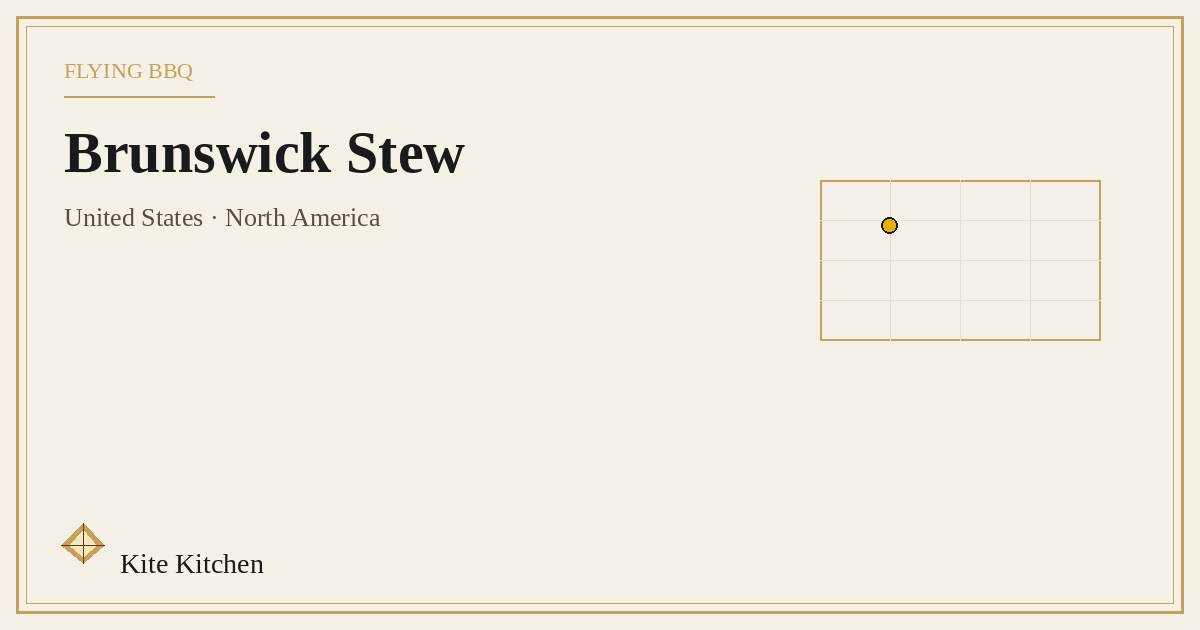 FLYING BBQ
Brunswick Stew
United States · North America
Kite Kitchen